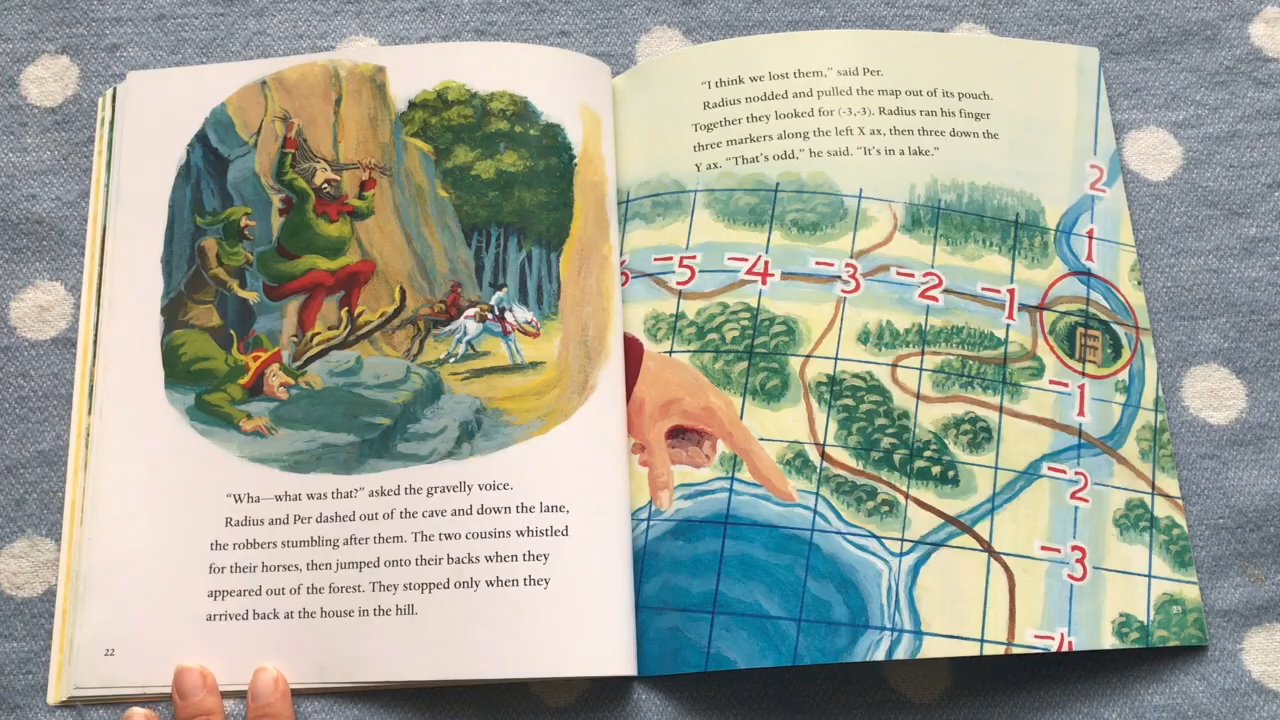 “Wha—what was that?” asked the gravelly voice.
Radius and Per dashed out of the cave and down the lane,
the robbers stumbling after them. The two cousins whistled
for their horses, then jumped onto their backs when they
appeared out of the forest. They stopped only when they
arrived back at the house in the hill.
22
“I think we lost them,” said Per.
Radius nodded and pulled the map out of its pouch.
Together they looked for (-3,-3). Radius ran his finger
three markers along the left X ax, then three down the
Y ax. “That’s odd,” he said. “It’s in a lake.”
2
1
6 -5 -4 -3 -2 -1
-1
-2
-3
-4
23